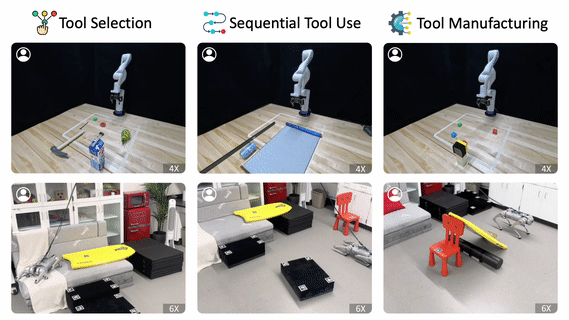 Tool Selection
Sequential Tool Use
Tool Manufacturing
4X
4X
4X
6X
6X
6X